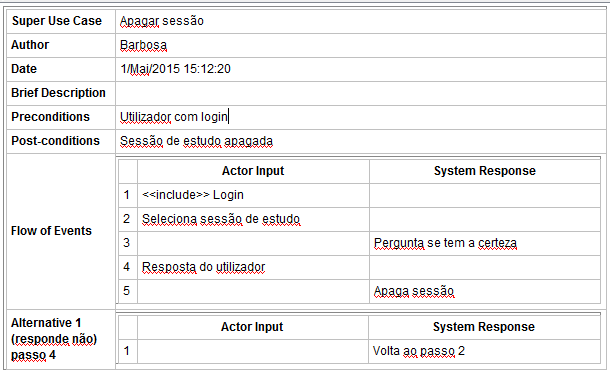 Super Use Case Apagar sessão
Author Barbosa
Date 1/Mai/2015 15:12:20
Brief Description
Preconditions Utilizador com login
Post-conditions Sessão de estudo apagada
Flow of Events
Actor Input System Response
1 <<include>> Login
2 Seleciona sessão de estudo
3 Pergunta se tem a certeza
4 Resposta do utilizador
5 Apaga sessão
Alternative 1
(responde não)
passo 4
Actor Input System Response
1 Volta ao passo 2